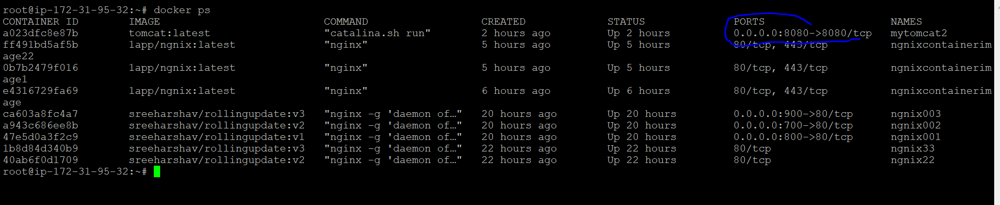 root@ip-172-31-95-32:~# docker ps
CONTAINER ID        IMAGE                          COMMAND                  CREATED             STATUS              PORTS                    NAMES
a023dfc8e87b        tomcat:latest                  "catalina.sh run"        2 hours ago         Up 2 hours          0.0.0.0:8080->8080/tcp   mytomcat2
ff491bd5af5b        1app/ngnix:latest              "nginx"                  5 hours ago         Up 5 hours          80/tcp, 443/tcp          ngnixcontainerim
age22
0b7b2479f016        1app/ngnix:latest              "nginx"                  5 hours ago         Up 5 hours          80/tcp, 443/tcp          ngnixcontainerim
age1
e4316729fa69        1app/ngnix:latest              "nginx"                  6 hours ago         Up 6 hours          80/tcp, 443/tcp          ngnixcontainerim
age
ca603a8fc4a7        sreeharshav/rollingupdate:v3   "nginx -g 'daemon of…"   20 hours ago        Up 20 hours         0.0.0.0:900->80/tcp      ngnix003
a943c686ee8b        sreeharshav/rollingupdate:v2   "nginx -g 'daemon of…"   20 hours ago        Up 20 hours         0.0.0.0:700->80/tcp      ngnix002
47e5d0a3f2c9        sreeharshav/rollingupdate:v1   "nginx -g 'daemon of…"   20 hours ago        Up 20 hours         0.0.0.0:800->80/tcp      ngnix001
1b8d84d340b9        sreeharshav/rollingupdate:v3   "nginx -g 'daemon of…"   22 hours ago        Up 22 hours         80/tcp                   ngnix33
40ab6f0d1709        sreeharshav/rollingupdate:v2   "nginx -g 'daemon of…"   22 hours ago        Up 22 hours         80/tcp                   ngnix22
root@ip-172-31-95-32:~#